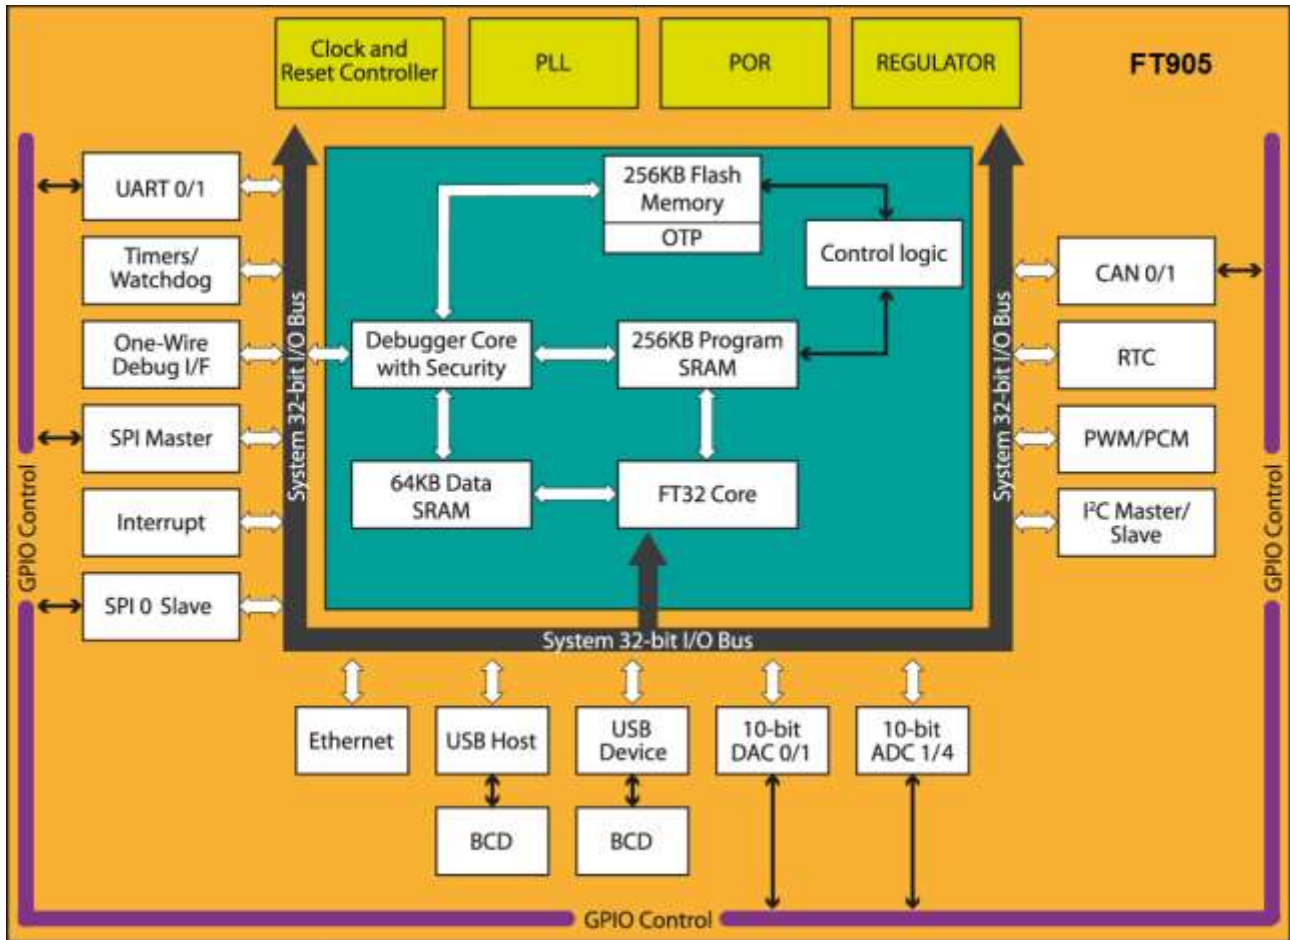 Clock and
Reset Controller
PLL
POR
REGULATOR
FT905
UART 0/1
Timers/
Watchdog
One-Wire
Debug I/F
SPI Master
Interrupt
SPI 0 Slave
GPIO Control
System 32-bit I/O Bus
256KB Flash
Memory
OTP
Control logic
Debugger Core
with Security
256KB Program
SRAM
64KB Data
SRAM
FT32 Core
System 32-bit I/O Bus
System 32-bit I/O Bus
CAN 0/1
RTC
PWM/PCM
I²C Master/
Slave
GPIO Control
Ethernet
USB Host
USB
Device
10-bit
DAC 0/1
10-bit
ADC 1/4
BCD
BCD
GPIO Control